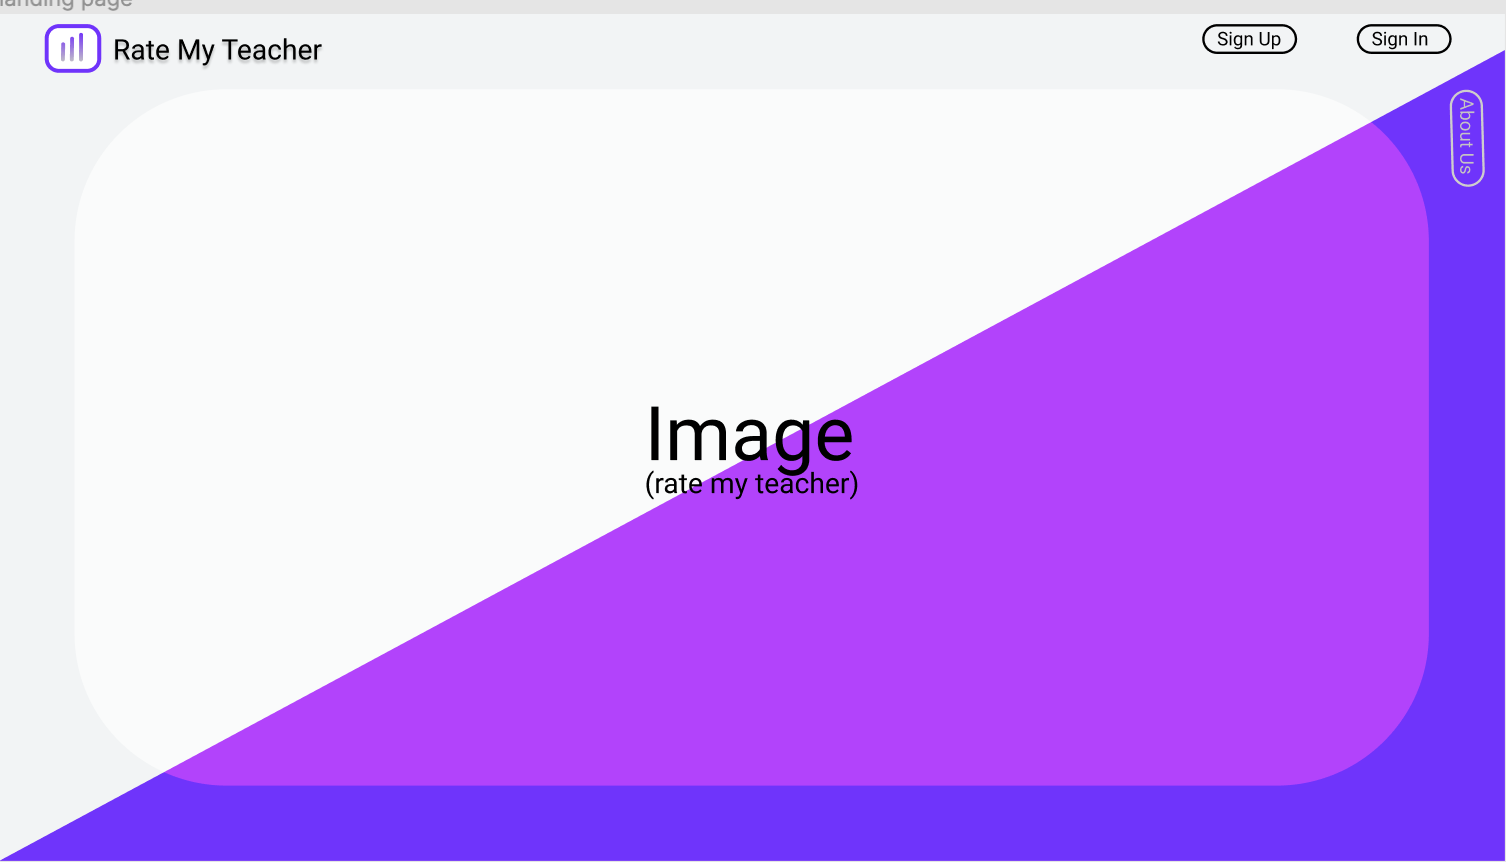 landing page
Rate My Teacher
Sign Up
Sign In
About Us
Image
(rate my teacher)